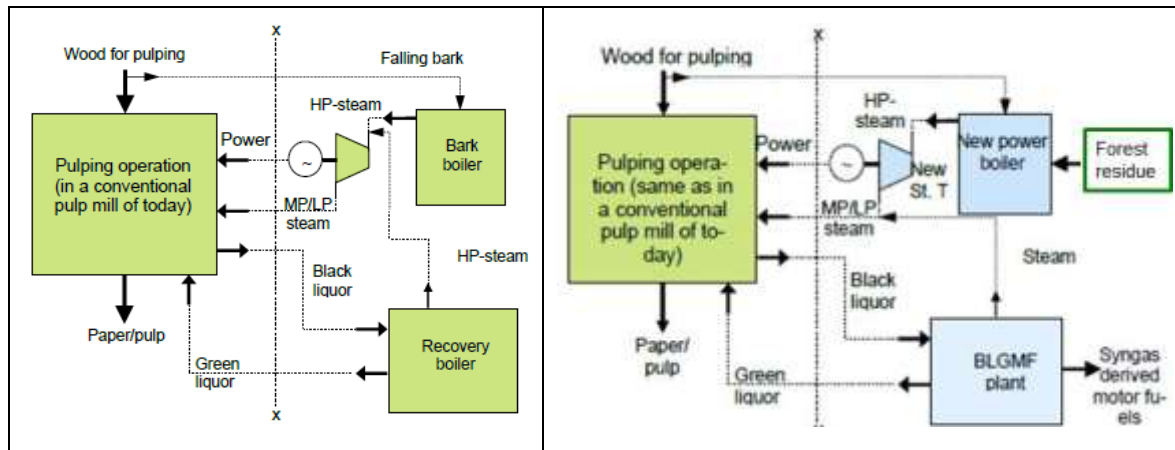 x
Wood for pulping
Falling bark
HP-steam
Bark
boiler
Power
~
Pulping operation
(in a conventional
pulp mill of today)
MP/LP
steam
HP-steam
Black
liquor
Paper/pulp
Recovery
boiler
Green
liquor
x
x
Wood for pulping
HP-
steam
New power
boiler
Forest
residue
Power
~
New
St. T
Pulping opera-
tion (same as in
a conventional
pulp mill of to-
day)
MP/LP
steam
Steam
Black
liquor
Paper/
pulp
BLGMF
plant
Syngas
derived
motor fu-
els
Green
liquor
x